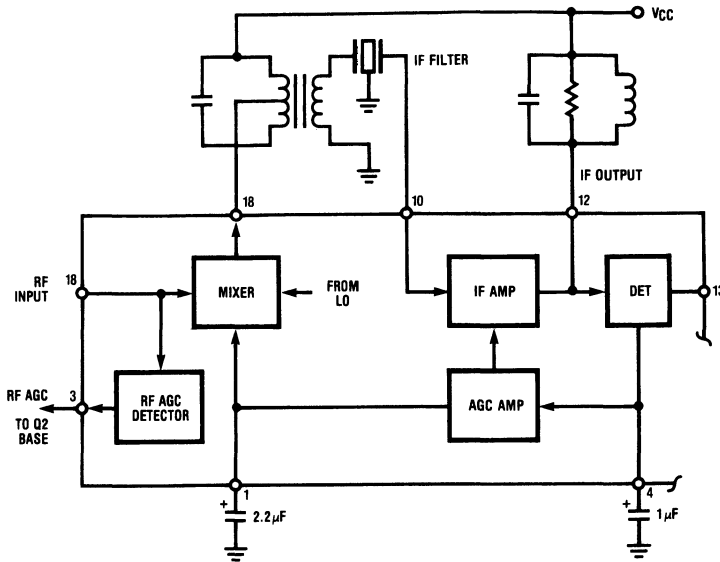 VCC
IF FILTER
IF OUTPUT
18
10
12
18
RF
INPUT
MIXER
FROM
LO
IF AMP
DET
13
RF AGC
3
TO Q2
BASE
RF AGC
DETECTOR
AGC AMP
1
4
+
2.2μF
+
1μF